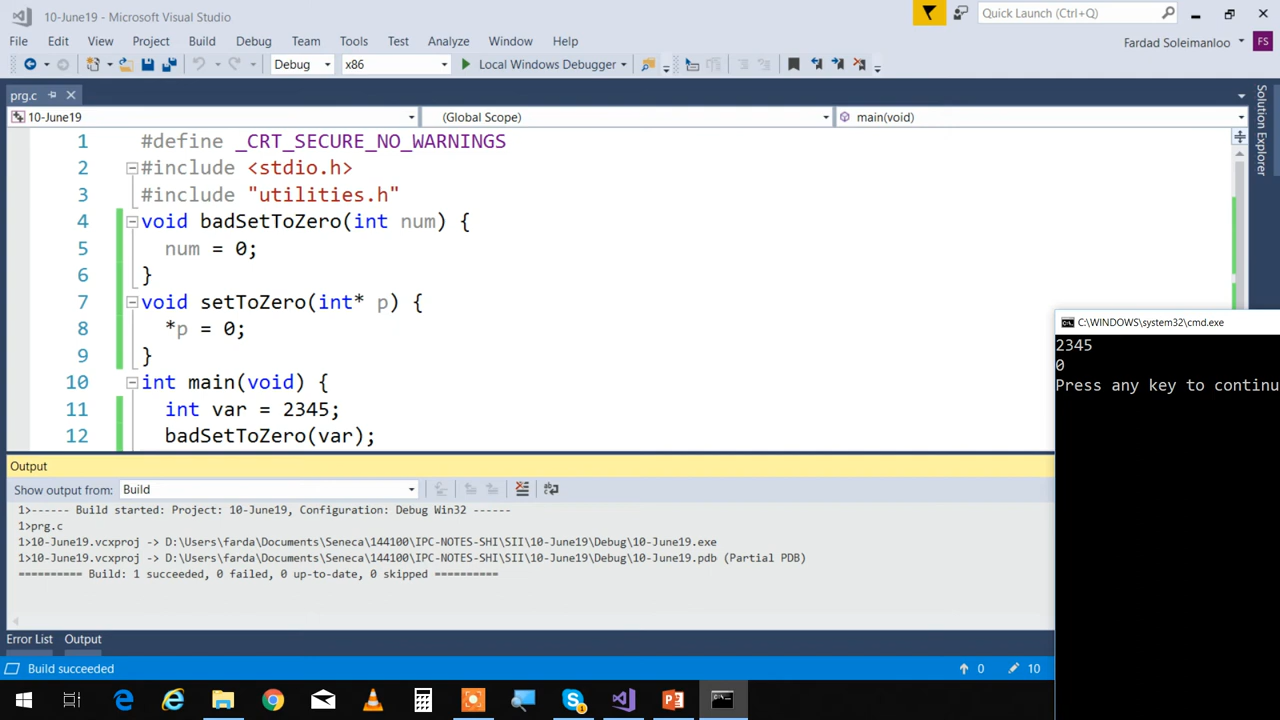 10-June19 - Microsoft Visual Studio
Quick Launch (Ctrl+Q)
File Edit View Project Build Debug Team Tools Test Analyze Window Help
Fardad Soleimanloo FS
Debug x86 Local Windows Debugger
prg.c
10-June19 (Global Scope) main(void)
Solution Explorer
1 #define _CRT_SECURE_NO_WARNINGS
2 #include <stdio.h>
3 #include "utilities.h"
4 void badSetToZero(int num) {
5 num = 0;
6 }
7 void setToZero(int* p) {
8 *p = 0;
9 }
10 int main(void) {
11 int var = 2345;
12 badSetToZero(var);
C:\WINDOWS\system32\cmd.exe
2345
0
Press any key to continu
Output
Show output from: Build
1>------ Build started: Project: 10-June19, Configuration: Debug Win32 ------
1>prg.c
1>10-June19.vcxproj -> D:\Users\farda\Documents\Seneca\144100\IPC-NOTES-SHI\SII\10-June19\Debug\10-June19.exe
1>10-June19.vcxproj -> D:\Users\farda\Documents\Seneca\144100\IPC-NOTES-SHI\SII\10-June19\Debug\10-June19.pdb (Partial PDB)
========== Build: 1 succeeded, 0 failed, 0 up-to-date, 0 skipped ==========
Error List Output
Build succeeded 0 10